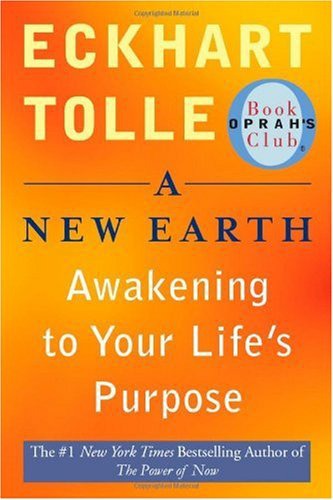 ECKHART
TOLLE
Book
OPRAH'S
Club®
A
NEW EARTH
Awakening
to Your Life's
Purpose
The #1 New York Times Bestselling Author of
The Power of Now